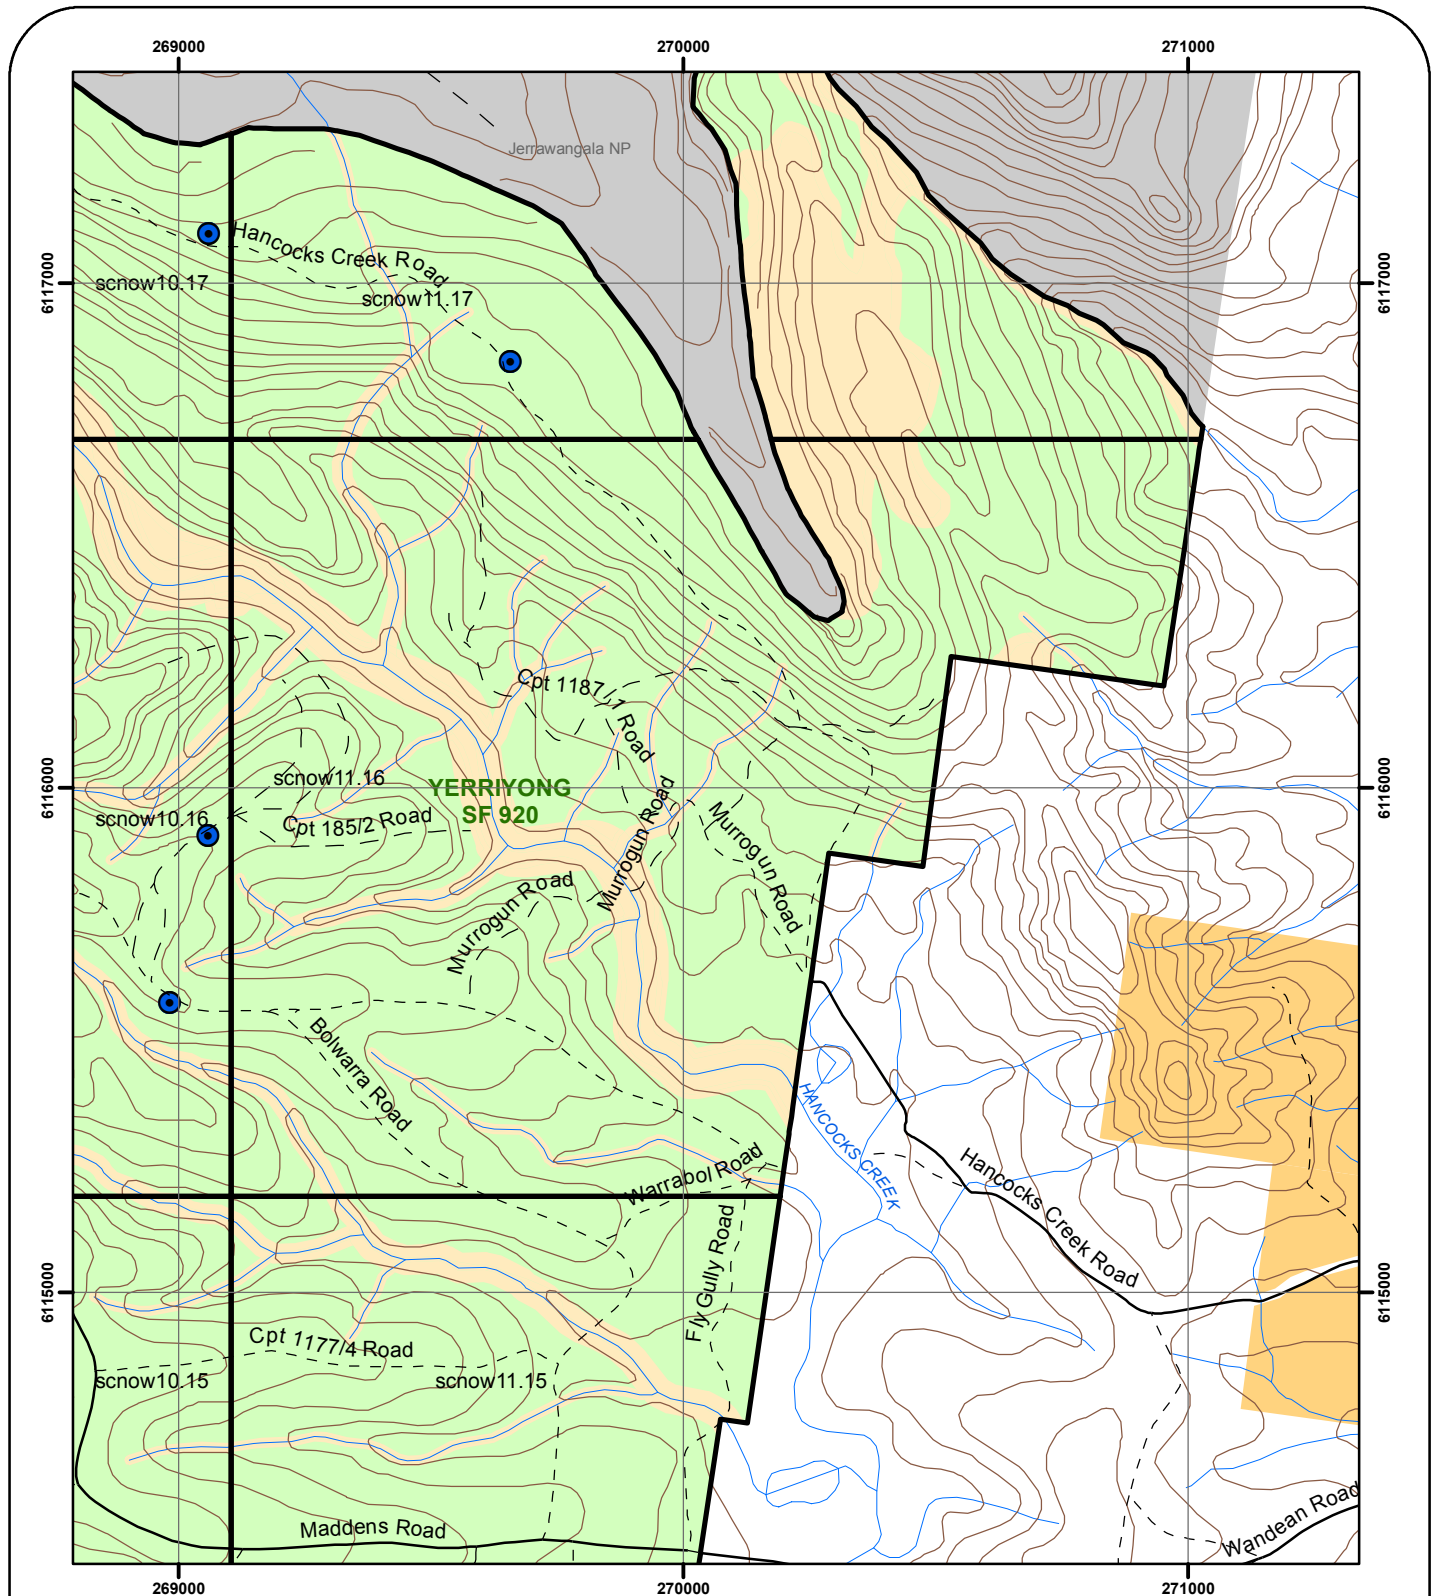 269000
270000
271000
Jerrawangala NP
Hancocks Creek Road
scnow10.17
6117000
6117000
scnow11.17
Cpt 1187/1 Road
scnow11.16
YERRIYONG
SF 920
6116000
6116000
scnow10.16
Cpt 185/2 Road
Murrogun Road
Murrogun Road
Murrogun Road
Bolwarra Road
HANCOCKS CREEK
Warrabol Road
Hancocks Creek Road
Fly Gully Road
6115000
6115000
Cpt 1177/4 Road
scnow10.15
scnow11.15
Maddens Road
Wandean Road
269000
270000
271000